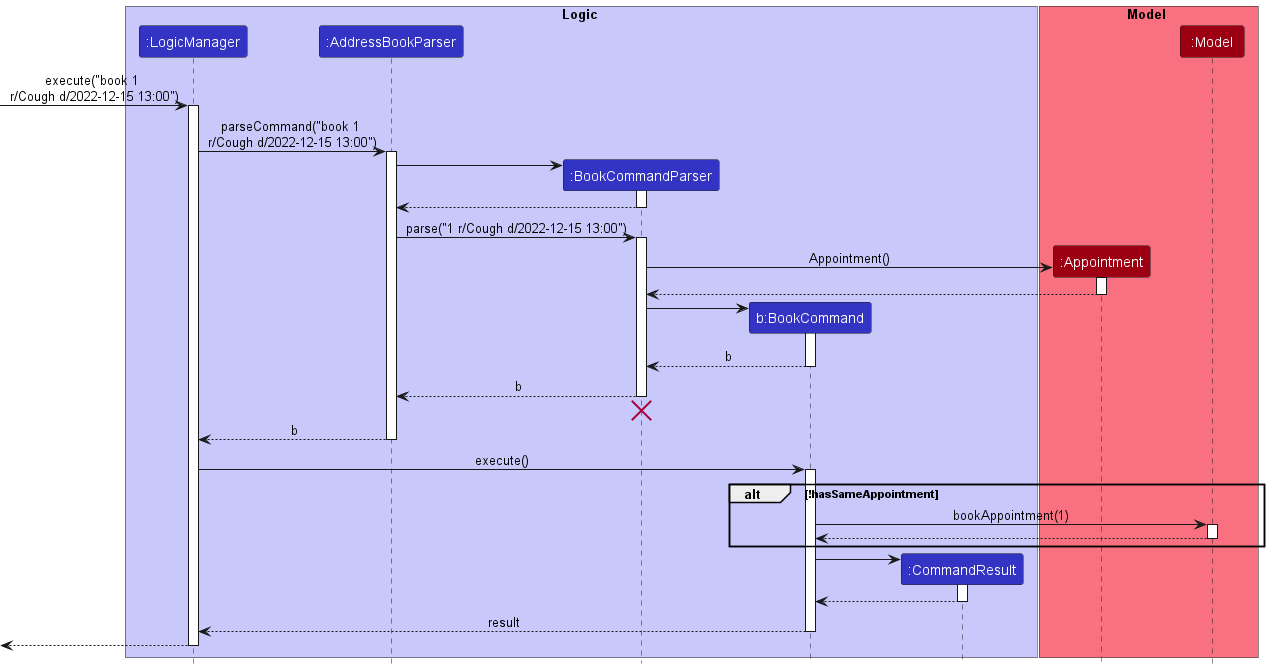 Logic
Model
:LogicManager
:AddressBookParser
:Model
execute("book 1
r/Cough d/2022-12-15 13:00")
parseCommand("book 1
r/Cough d/2022-12-15 13:00")
:BookCommandParser
parse("1 r/Cough d/2022-12-15 13:00")
Appointment()
:Appointment
b:BookCommand
b
b
b
execute()
alt
[!hasSameAppointment]
bookAppointment(1)
:CommandResult
result